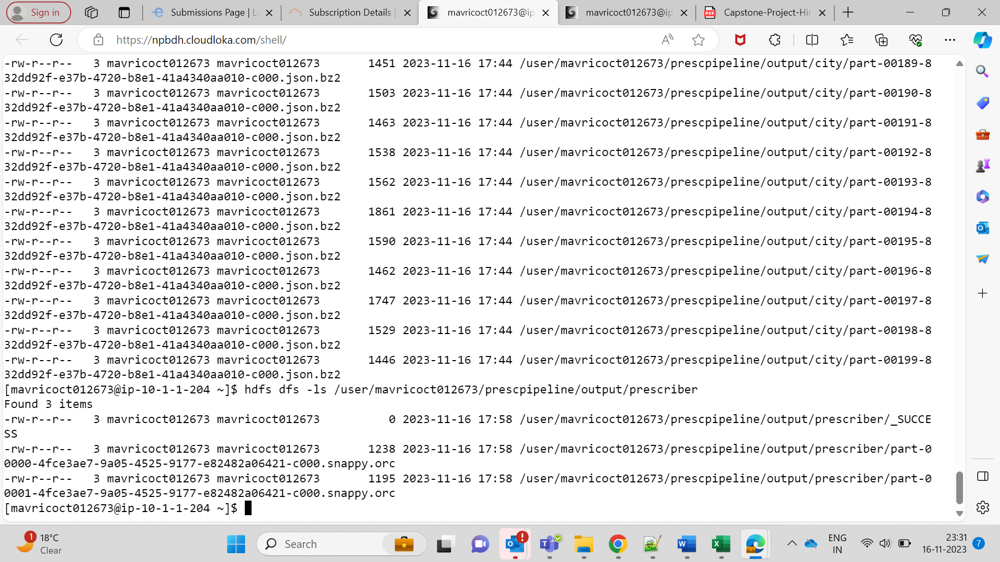 Sign in
Submissions Page | L
Subscription Details |
mavricoct012673@ip
mavricoct012673@ip
PDF
Capstone-Project-Hir
https://npbdh.cloudloka.com/shell/
-rw-r--r--   3 mavricoct012673 mavricoct012673       1451 2023-11-16 17:44 /user/mavricoct012673/prescpipeline/output/city/part-00189-8
32dd92f-e37b-4720-b8e1-41a4340aa010-c000.json.bz2
-rw-r--r--   3 mavricoct012673 mavricoct012673       1503 2023-11-16 17:44 /user/mavricoct012673/prescpipeline/output/city/part-00190-8
32dd92f-e37b-4720-b8e1-41a4340aa010-c000.json.bz2
-rw-r--r--   3 mavricoct012673 mavricoct012673       1463 2023-11-16 17:44 /user/mavricoct012673/prescpipeline/output/city/part-00191-8
32dd92f-e37b-4720-b8e1-41a4340aa010-c000.json.bz2
-rw-r--r--   3 mavricoct012673 mavricoct012673       1538 2023-11-16 17:44 /user/mavricoct012673/prescpipeline/output/city/part-00192-8
32dd92f-e37b-4720-b8e1-41a4340aa010-c000.json.bz2
-rw-r--r--   3 mavricoct012673 mavricoct012673       1562 2023-11-16 17:44 /user/mavricoct012673/prescpipeline/output/city/part-00193-8
32dd92f-e37b-4720-b8e1-41a4340aa010-c000.json.bz2
-rw-r--r--   3 mavricoct012673 mavricoct012673       1861 2023-11-16 17:44 /user/mavricoct012673/prescpipeline/output/city/part-00194-8
32dd92f-e37b-4720-b8e1-41a4340aa010-c000.json.bz2
-rw-r--r--   3 mavricoct012673 mavricoct012673       1590 2023-11-16 17:44 /user/mavricoct012673/prescpipeline/output/city/part-00195-8
32dd92f-e37b-4720-b8e1-41a4340aa010-c000.json.bz2
-rw-r--r--   3 mavricoct012673 mavricoct012673       1462 2023-11-16 17:44 /user/mavricoct012673/prescpipeline/output/city/part-00196-8
32dd92f-e37b-4720-b8e1-41a4340aa010-c000.json.bz2
-rw-r--r--   3 mavricoct012673 mavricoct012673       1747 2023-11-16 17:44 /user/mavricoct012673/prescpipeline/output/city/part-00197-8
32dd92f-e37b-4720-b8e1-41a4340aa010-c000.json.bz2
-rw-r--r--   3 mavricoct012673 mavricoct012673       1529 2023-11-16 17:44 /user/mavricoct012673/prescpipeline/output/city/part-00198-8
32dd92f-e37b-4720-b8e1-41a4340aa010-c000.json.bz2
-rw-r--r--   3 mavricoct012673 mavricoct012673       1446 2023-11-16 17:44 /user/mavricoct012673/prescpipeline/output/city/part-00199-8
32dd92f-e37b-4720-b8e1-41a4340aa010-c000.json.bz2
[mavricoct012673@ip-10-1-1-204 ~]$ hdfs dfs -ls /user/mavricoct012673/prescpipeline/output/prescriber
Found 3 items
-rw-r--r--   3 mavricoct012673 mavricoct012673          0 2023-11-16 17:58 /user/mavricoct012673/prescpipeline/output/prescriber/_SUCCE
SS
-rw-r--r--   3 mavricoct012673 mavricoct012673       1238 2023-11-16 17:58 /user/mavricoct012673/prescpipeline/output/prescriber/part-0
0000-4fce3ae7-9a05-4525-9177-e82482a06421-c000.snappy.orc
-rw-r--r--   3 mavricoct012673 mavricoct012673       1195 2023-11-16 17:58 /user/mavricoct012673/prescpipeline/output/prescriber/part-0
0001-4fce3ae7-9a05-4525-9177-e82482a06421-c000.snappy.orc
[mavricoct012673@ip-10-1-1-204 ~]$
1
18°C
Clear
Search
ENG
IN
23:31
16-11-2023
7